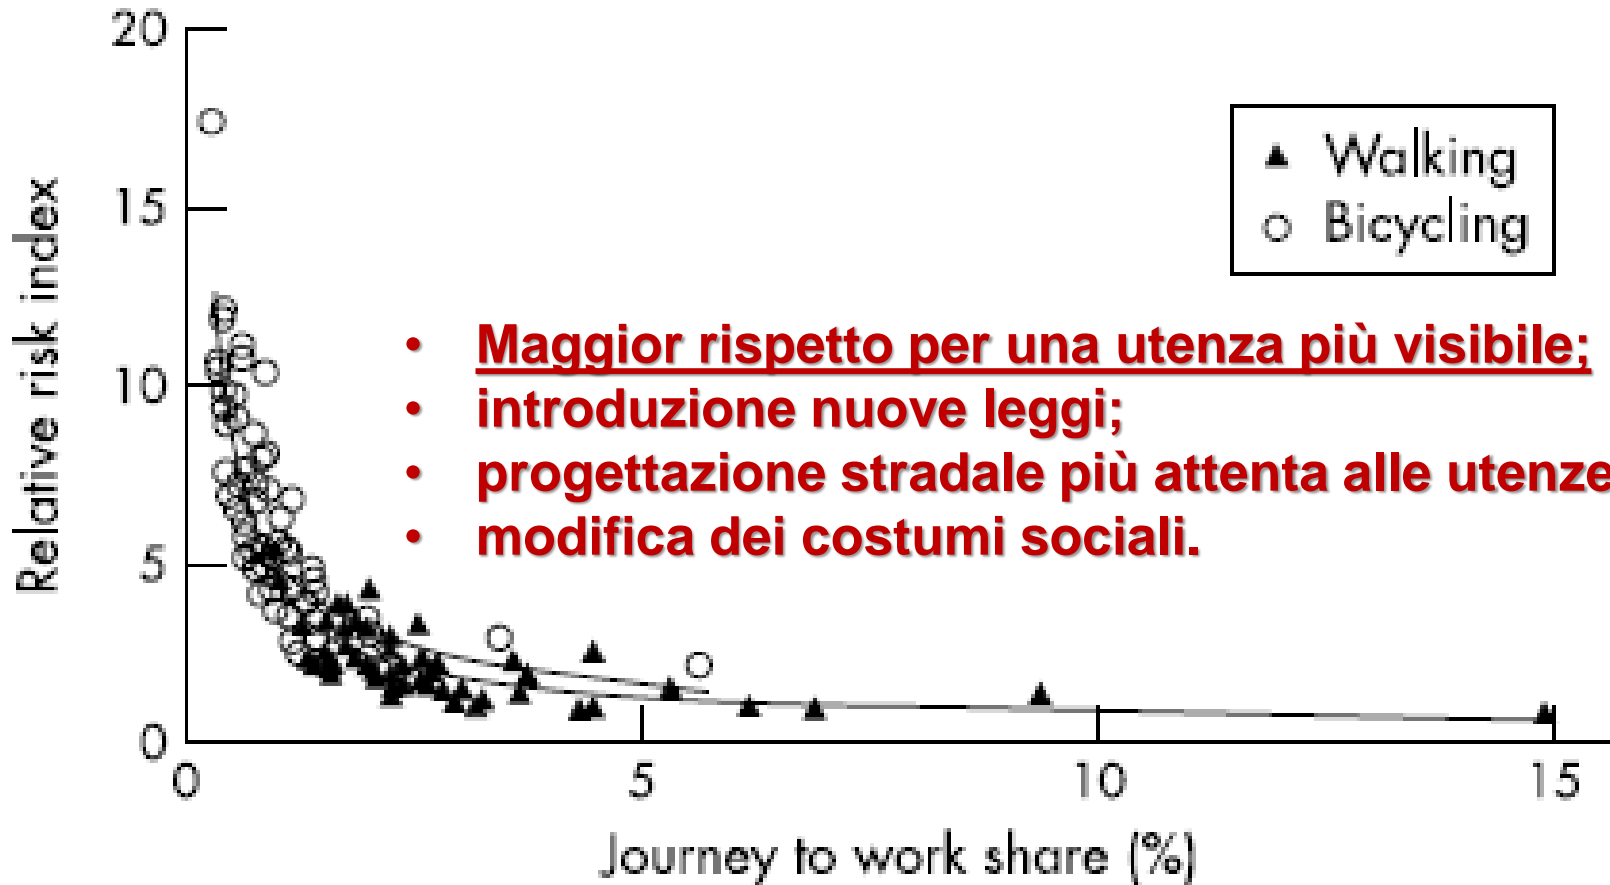 20
15
10
5
0
Relative risk index
Walking
Bicycling
• Maggior rispetto per una utenza più visibile;
• introduzione nuove leggi;
• progettazione stradale più attenta alle utenze
• modifica dei costumi sociali.
0 5 10 15
Journey to work share (%)